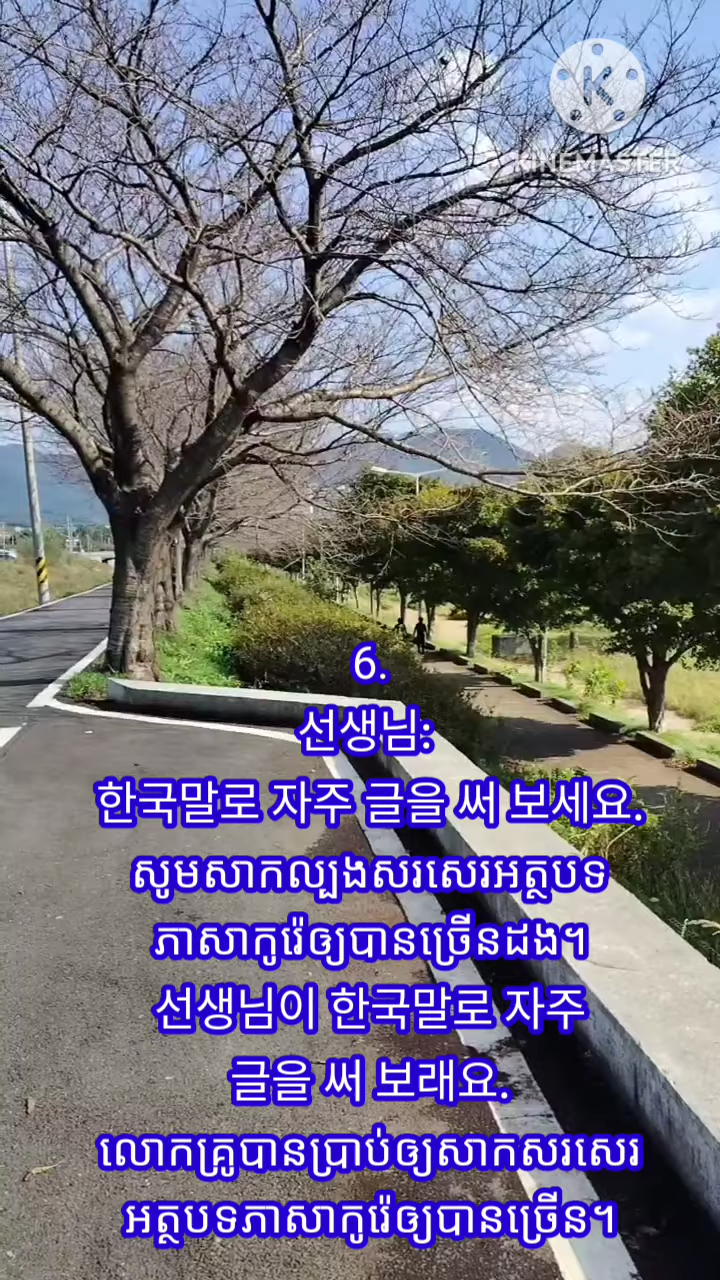 K
KINEMASTER
6.
선생님:
한국말로 자주 글을 써 보세요.
សូមសាកល្បងសរសេរអត្ថបទ
ភាសាកូរ៉េឲ្យបានច្រើនដង។
선생님이 한국말로 자주
글을 써 보래요.
លោកគ្រូបានប្រាប់ឲ្យសាកសរសេរ
អត្ថបទភាសាកូរ៉េឲ្យបានច្រើន។